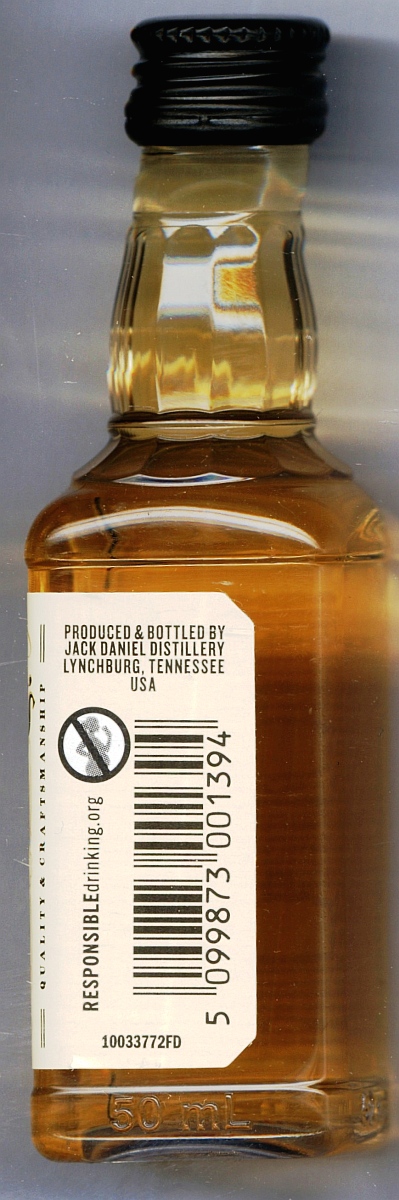 PRODUCED & BOTTLED BY
JACK DANIEL DISTILLERY
LYNCHBURG, TENNESSEE
USA
QUALITY & CRAFTSMANSHIP
RESPONSIBLEdrinking.org
5 099873 001394
10033772FD
50 mL